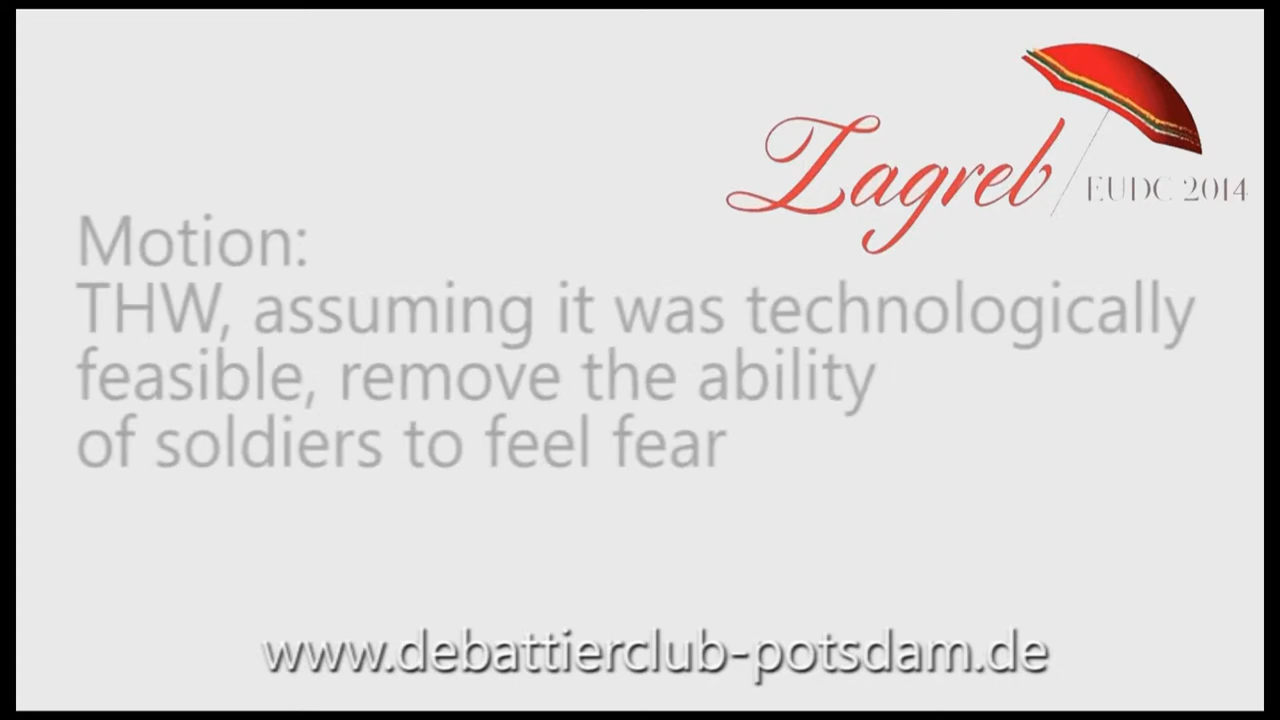 Zagreb EUDC 2014
Motion:
THW, assuming it was technologically
feasible, remove the ability
of soldiers to feel fear
www.debattierclub-potsdam.de